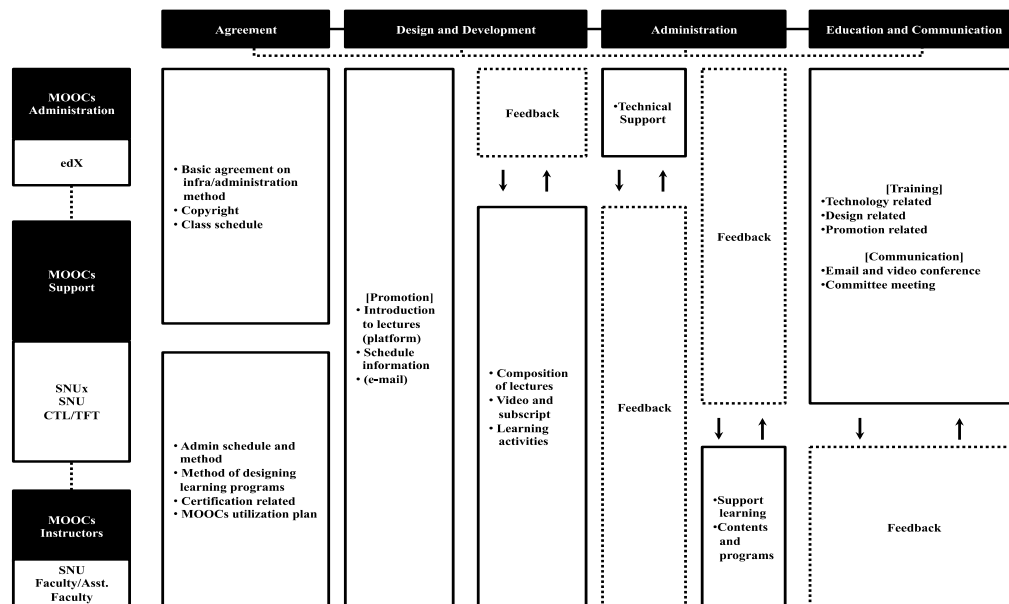 Agreement
Design and Development
Administration
Education and Communication
MOOCs
Administration
edX
MOOCs
Support
SNUx
SNU
CTL/TFT
MOOCs
Instructors
SNU
Faculty/Asst.
Faculty
• Basic agreement on
infra/administration
method
• Copyright
• Class schedule
• Admin schedule and
method
• Method of designing
learning programs
• Certification related
• MOOCs utilization plan
[Promotion]
• Introduction
to lectures
(platform)
• Schedule
information
• (e-mail)
Feedback
• Composition
of lectures
• Video and
subscript
• Learning
activities
•Technical
Support
Feedback
Feedback
•Support
learning
•Contents
and
programs
[Training]
•Technology related
•Design related
•Promotion related
[Communication]
•Email and video conference
•Committee meeting
Feedback